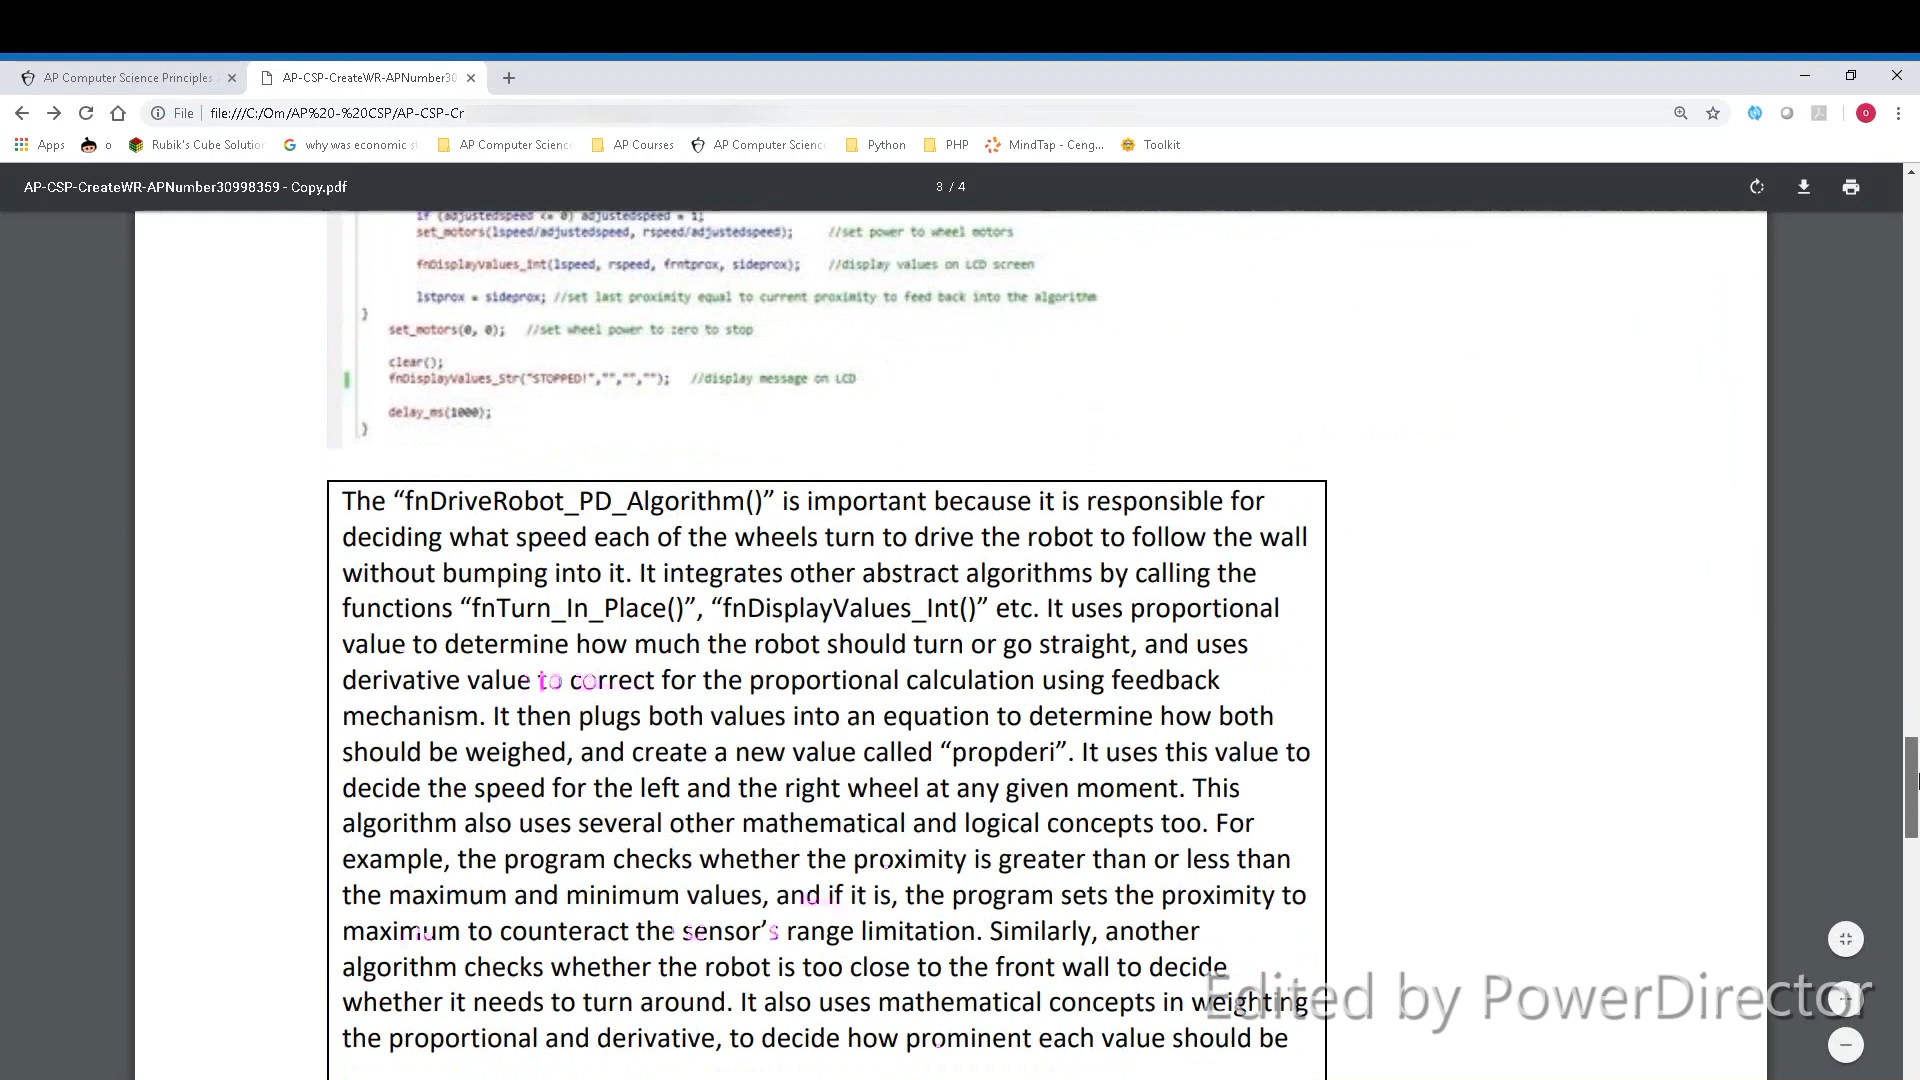 AP Computer Science Principles
AP-CSP-CreateWR-APNumber30
File
file:///C:/Om/AP%20-%20CSP/AP-CSP-Cr
o
Apps
o
Rubik's Cube Solution
why was economic st
AP Computer Science
AP Courses
AP Computer Science
Python
PHP
MindTap - Ceng...
Toolkit
AP-CSP-CreateWR-APNumber30998359 - Copy.pdf
3 / 4
if (adjustedspeed <= 0) adjustedspeed = 1;
set_motors(lspeed/adjustedspeed, rspeed/adjustedspeed); //set power to wheel motors
fnDisplayValues_Int(lspeed, rspeed, frntprox, sideprox); //display values on LCD screen
lstprox = sideprox; //set last proximity equal to current proximity to feed back into the algorithm
}
set_motors(0, 0); //set wheel power to zero to stop
clear();
fnDisplayValues_Str("STOPPED!","","",""); //display message on LCD
delay_ms(1000);
}
The “fnDriveRobot_PD_Algorithm()” is important because it is responsible for
deciding what speed each of the wheels turn to drive the robot to follow the wall
without bumping into it. It integrates other abstract algorithms by calling the
functions “fnTurn_In_Place()”, “fnDisplayValues_Int()” etc. It uses proportional
value to determine how much the robot should turn or go straight, and uses
derivative value to correct for the proportional calculation using feedback
mechanism. It then plugs both values into an equation to determine how both
should be weighed, and create a new value called “propderi”. It uses this value to
decide the speed for the left and the right wheel at any given moment. This
algorithm also uses several other mathematical and logical concepts too. For
example, the program checks whether the proximity is greater than or less than
the maximum and minimum values, and if it is, the program sets the proximity to
maximum to counteract the sensor’s range limitation. Similarly, another
algorithm checks whether the robot is too close to the front wall to decide
whether it needs to turn around. It also uses mathematical concepts in weighting
the proportional and derivative, to decide how prominent each value should be
Edited by PowerDirector